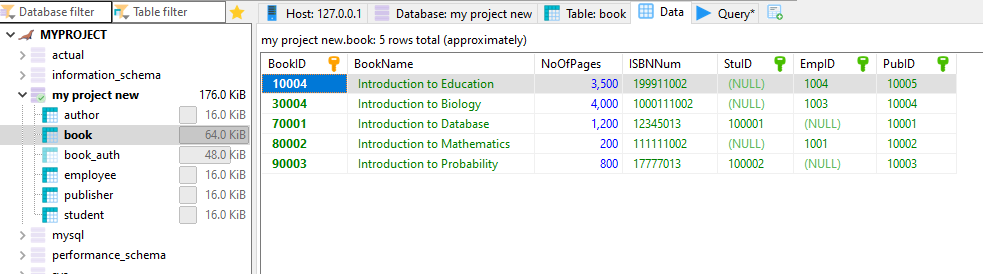 Database filter Table filter Host: 127.0.0.1 Database: my project new Table: book Data Query*
MYPROJECT
actual
information_schema
my project new 176.0 KiB
author 16.0 KiB
book 64.0 KiB
book_auth 48.0 KiB
employee 16.0 KiB
publisher 16.0 KiB
student 16.0 KiB
mysql
performance_schema
my project new.book: 5 rows total (approximately)
BookID BookName NoOfPages ISBNNum StuID EmpID PubID
10004 Introduction to Education 3,500 199911002 (NULL) 1004 10005
30004 Introduction to Biology 4,000 1000111002 (NULL) 1003 10004
70001 Introduction to Database 1,200 12345013 100001 (NULL) 10001
80002 Introduction to Mathematics 200 111111002 (NULL) 1001 10002
90003 Introduction to Probability 800 17777013 100002 (NULL) 10003